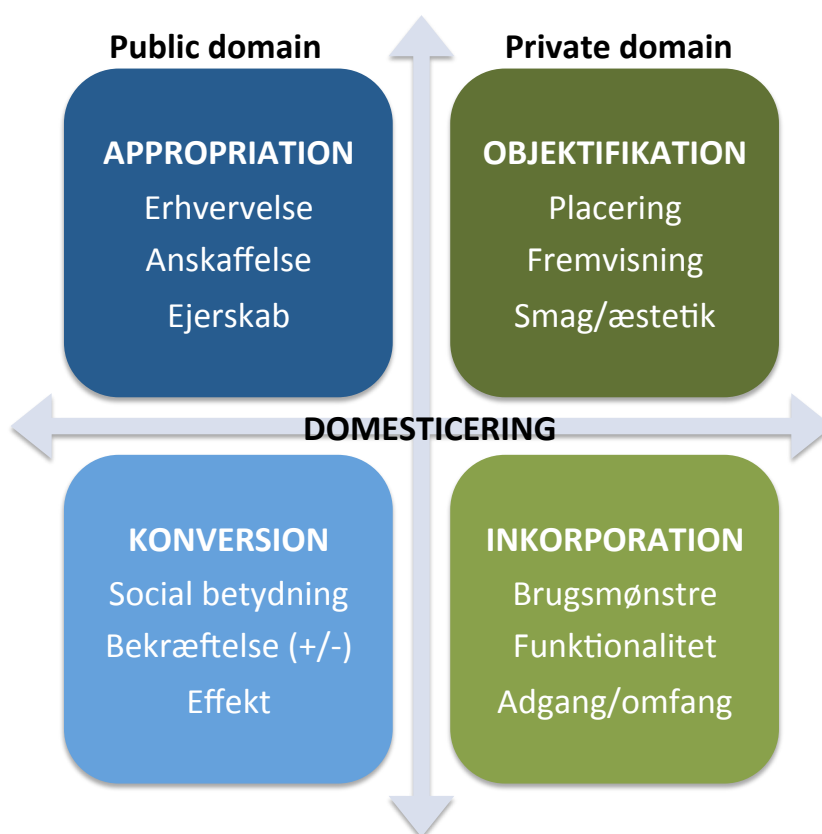 Public domain
Private domain
APPROPRIATION
Erhvervelse
Anskaffelse
Ejerskab
OBJEKTIFIKATION
Placering
Fremvisning
Smag/æstetik
DOMESTICERING
KONVERSION
Social betydning
Bekræftelse (+/-)
Effekt
INKORPORATION
Brugsmønstre
Funktionalitet
Adgang/omfang